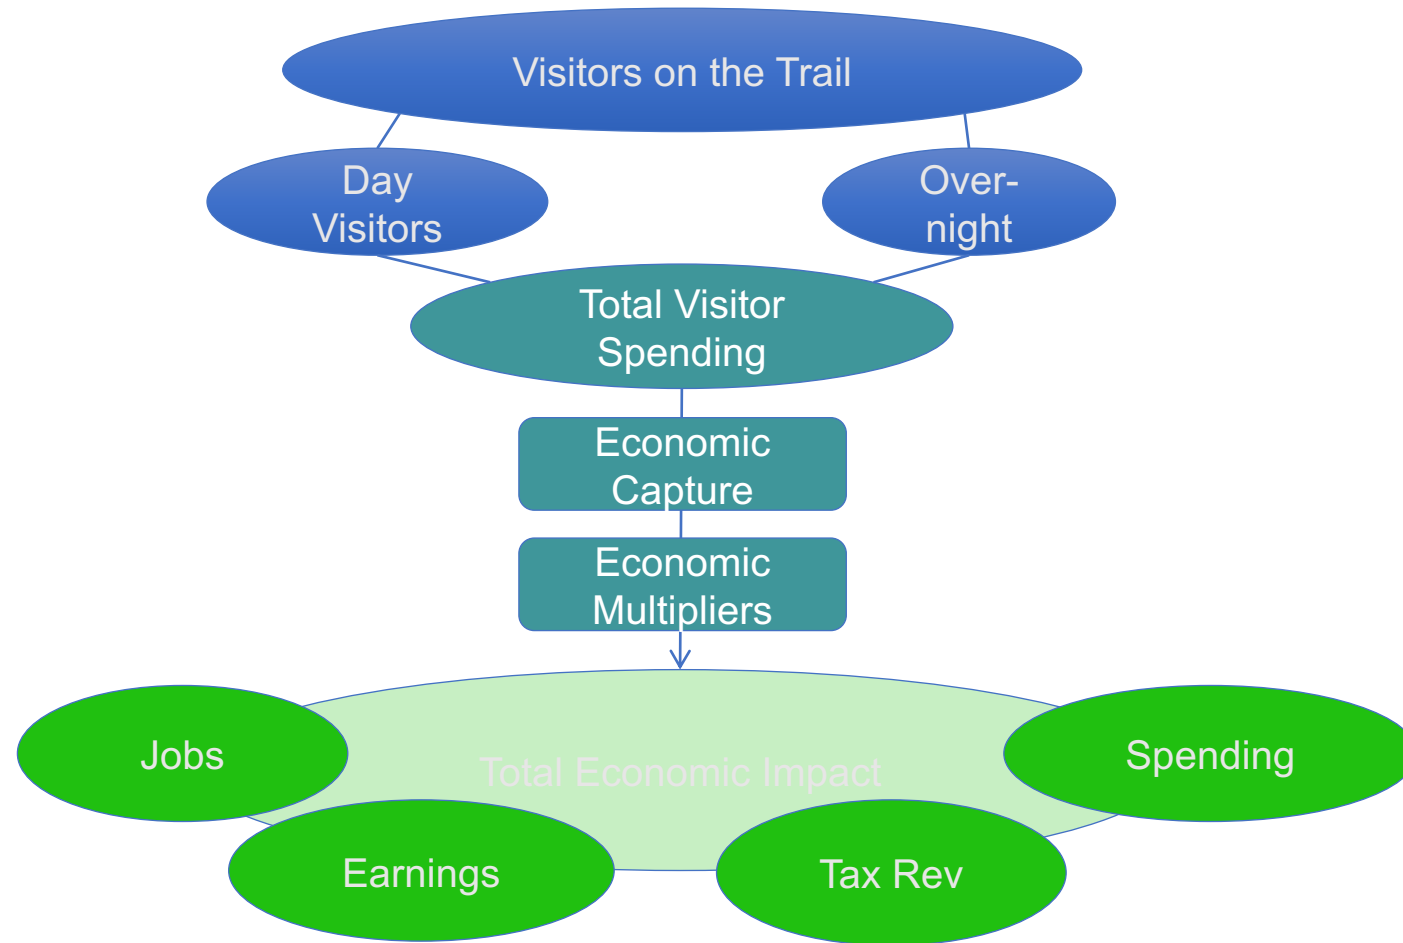 Visitors on the Trail
Day
Visitors
Over-
night
Total Visitor
Spending
Economic
Capture
Economic
Multipliers
Jobs
Total Economic Impact
Spending
Earnings
Tax Rev